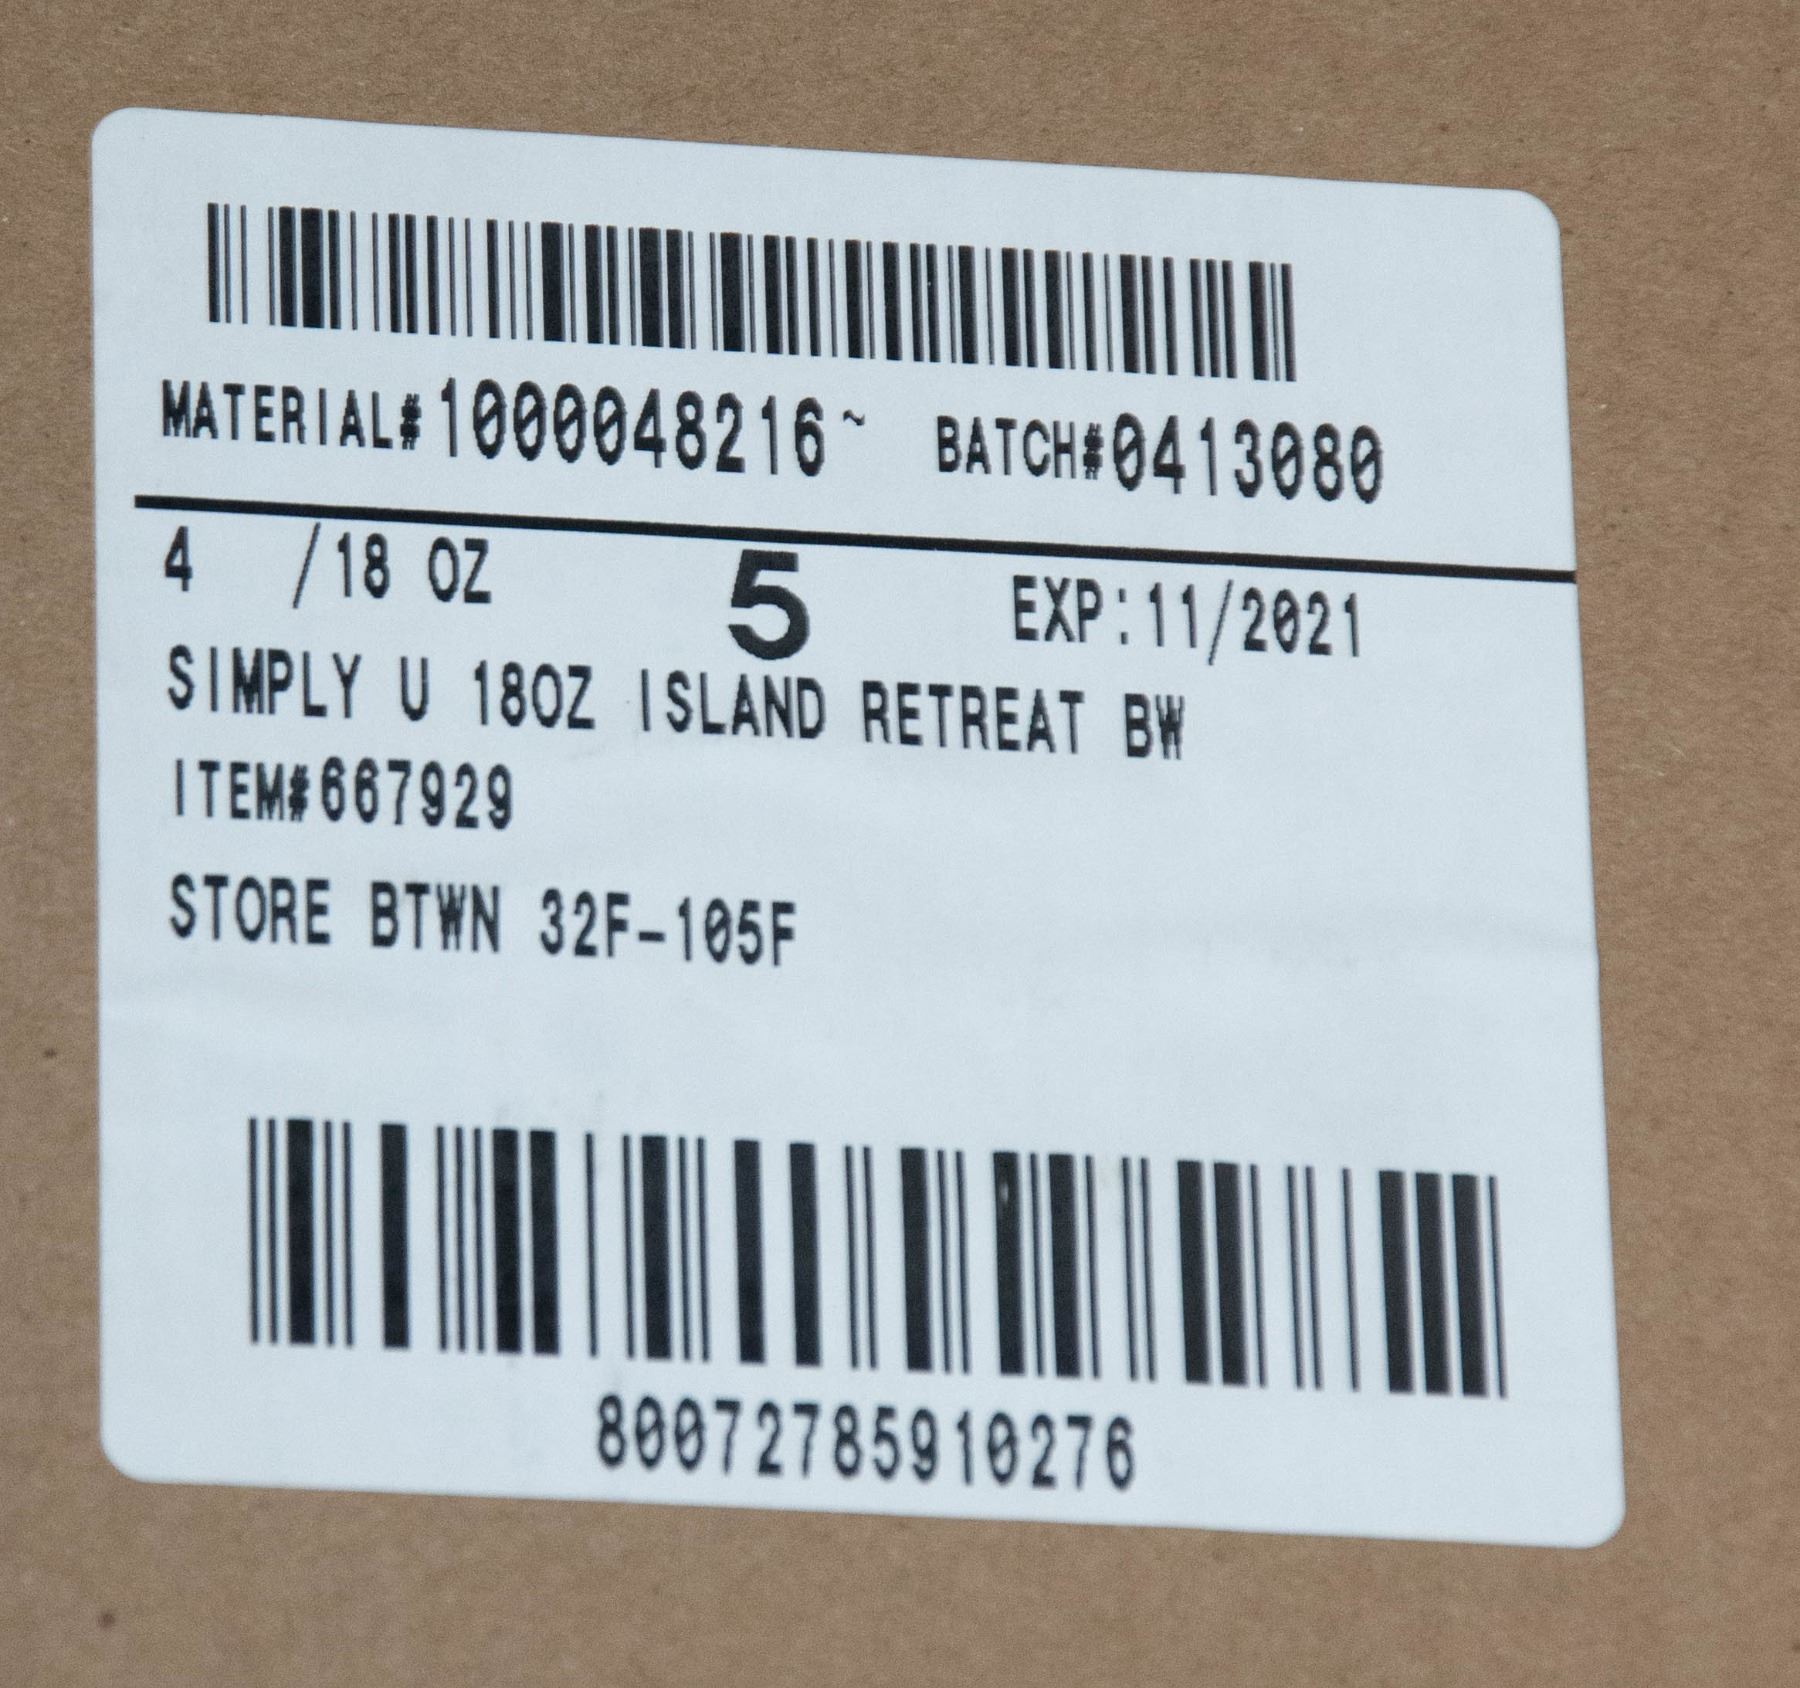 MATERIAL#1000048216~ BATCH#0413080
4 /18 OZ 5 EXP:11/2021
SIMPLY U 18OZ ISLAND RETREAT BW
ITEM#667929
STORE BTWN 32F-105F
80072785910276